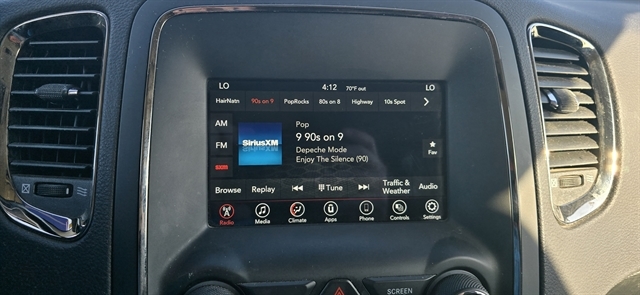 LO 4:12 70°F out LO
HairNatn 90s on 9 PopRocks 80s on 8 Highway 10s Spot
AM
FM
SXM
SiriusXM
Pop
9 90s on 9
Depeche Mode
Enjoy The Silence (90)
Fav
Browse Replay Tune Traffic & Weather Audio
Radio Media Climate Apps Phone Controls Settings
SCREEN